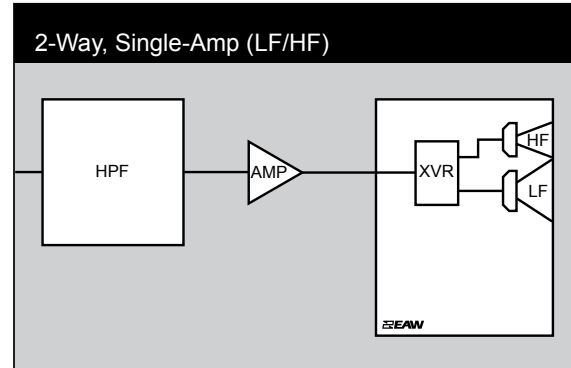 2-Way, Single-Amp (LF/HF)
HPF
AMP
XVR
HF
LF
EAW